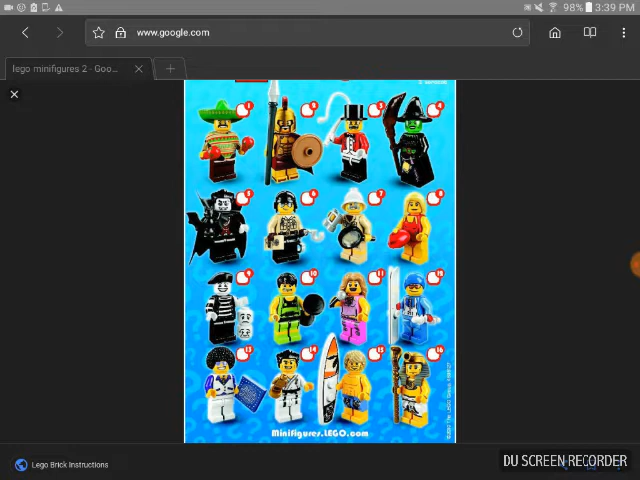 98% 3:39 PM
www.google.com
lego minifigures 2 - Goo...
1
2
3
4
5
6
7
8
9
10
11
12
13
14
15
16
Minifigures.LEGO.com
Lego Brick Instructions
DU SCREEN RECORDER